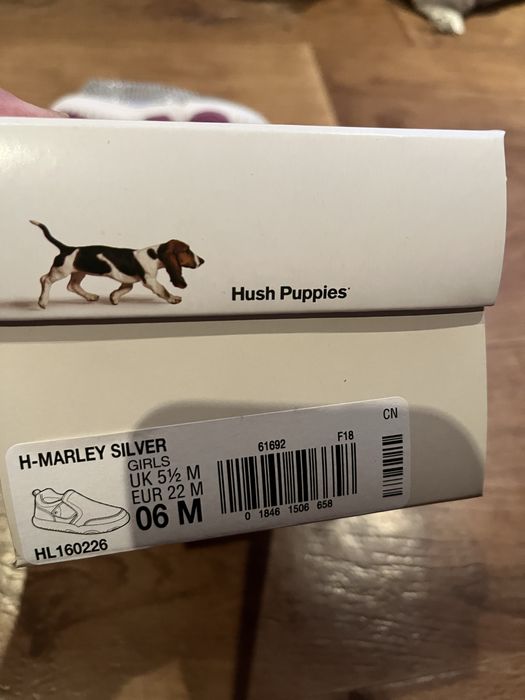 Hush Puppies
CN
H-MARLEY SILVER
GIRLS
UK 5½ M
EUR 22 M
06 M
HL160226
61692 F18
0 1846 1506 658